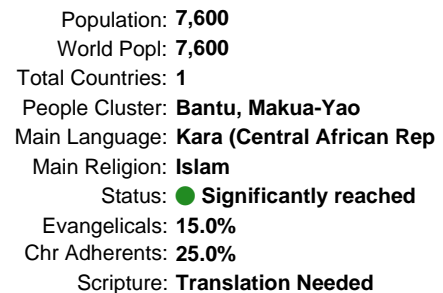 Population: 7,600
World Popl: 7,600
Total Countries: 1
People Cluster: Bantu, Makua-Yao
Main Language: Kara (Central African Rep
Main Religion: Islam
Status: Significantly reached
Evangelicals: 15.0%
Chr Adherents: 25.0%
Scripture: Translation Needed